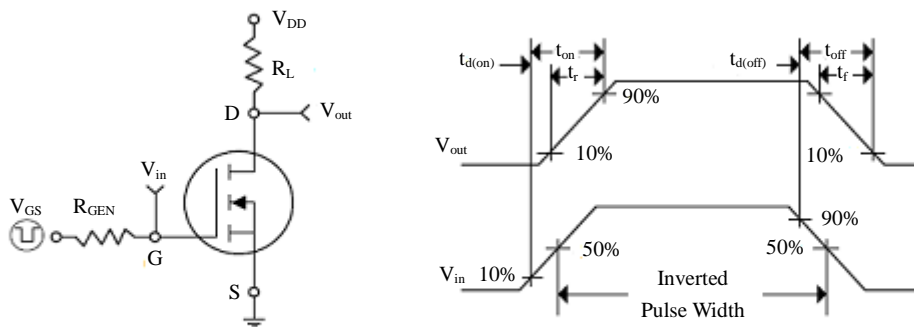 V_DD
R_L
D
V_out
V_in
V_GS
R_GEN
G
S
t_on
t_d(on)
t_r
90%
V_out
10%
t_off
t_d(off)
t_f
10%
90%
50%
50%
V_in
10%
Inverted
Pulse Width